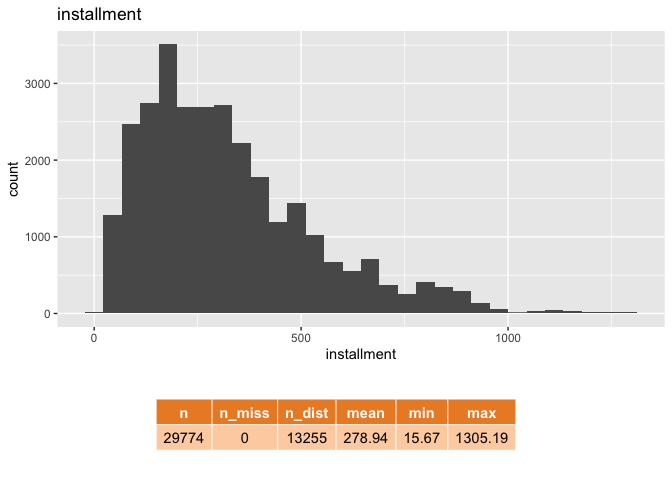 installment
3000
2000
1000
0
count
0 500 1000
installment
n n_miss n_dist mean min max
29774 0 13255 278.94 15.67 1305.19